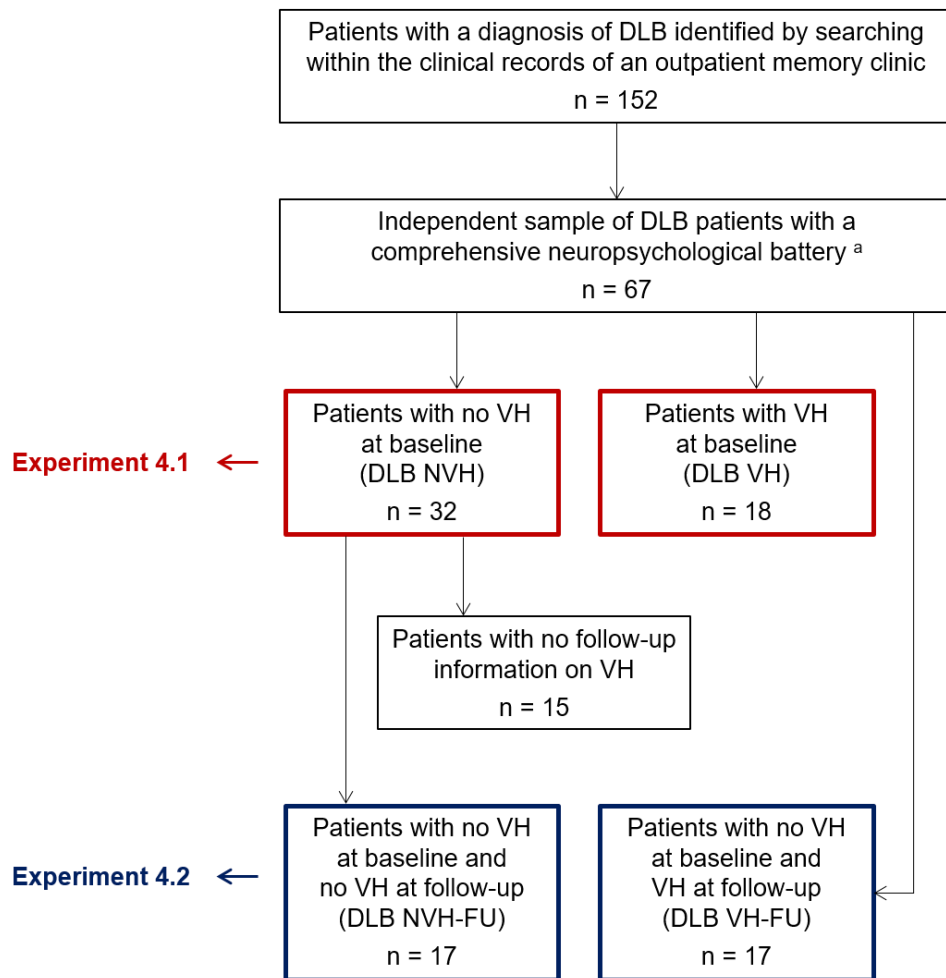 Patients with a diagnosis of DLB identified by searching
within the clinical records of an outpatient memory clinic
n = 152
Independent sample of DLB patients with a
comprehensive neuropsychological battery a
n = 67
Experiment 4.1
Patients with no VH
at baseline
(DLB NVH)
n = 32
Patients with VH
at baseline
(DLB VH)
n = 18
Patients with no follow-up
information on VH
n = 15
Experiment 4.2
Patients with no VH
at baseline and
no VH at follow-up
(DLB NVH-FU)
n = 17
Patients with no VH
at baseline and
VH at follow-up
(DLB VH-FU)
n = 17